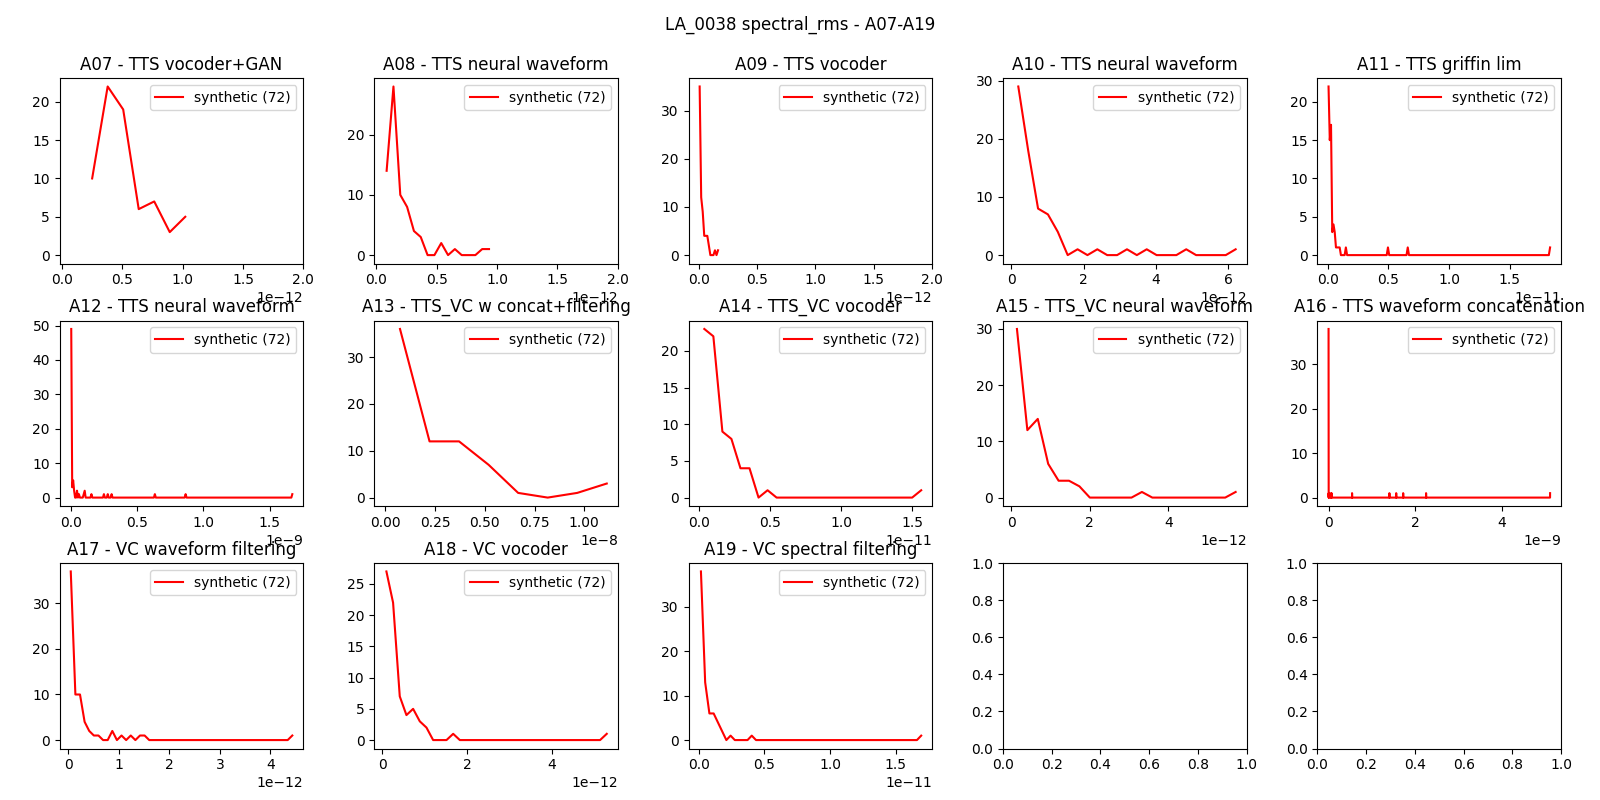 LA_0038 spectral_rms - A07-A19
A07 - TTS vocoder+GAN
synthetic (72)
20
15
10
5
0
0.0 0.5 1.0 2.0
1e−12
A08 - TTS neural waveform
synthetic (72)
20
10
0
0.0 0.5 1.0 2.0
1e−12
A09 - TTS vocoder
synthetic (72)
30
20
10
0
0.0 0.5 1.0 1.5 2.0
1e−12
A10 - TTS neural waveform
synthetic (72)
30
20
10
0
0 2 4 6
1e−12
A11 - TTS griffin lim
synthetic (72)
20
15
10
5
0
0.0 0.5 1.0 1.5
1e−11
A12 - TTS neural waveform
synthetic (72)
50
40
30
20
10
0
0.0 0.5 1.0 1.5
1e−9
A13 - TTS_VC w concat+filtering
synthetic (72)
30
20
10
0
0.00 0.25 0.50 0.75 1.00
1e−8
A14 - TTS_VC vocoder
synthetic (72)
20
15
10
5
0
0.0 0.5 1.0 1.5
1e−11
A15 - TTS_VC neural waveform
synthetic (72)
30
20
10
0
0 2 4
1e−12
A16 - TTS waveform concatenation
synthetic (72)
30
20
10
0
0 2 4
1e−9
A17 - VC waveform filtering
synthetic (72)
30
20
10
0
0 1 2 3 4
1e−12
A18 - VC vocoder
synthetic (72)
25
20
15
10
5
0
0 1 2 3 4 5
1e−12
A19 - VC spectral filtering
synthetic (72)
30
20
10
0
0.0 0.5 1.0 1.5
1e−11
1.0
0.8
0.6
0.4
0.2
0.0
0.0 0.2 0.4 0.6 0.8 1.0
1.0
0.8
0.6
0.4
0.2
0.0
0.0 0.2 0.4 0.6 0.8 1.0